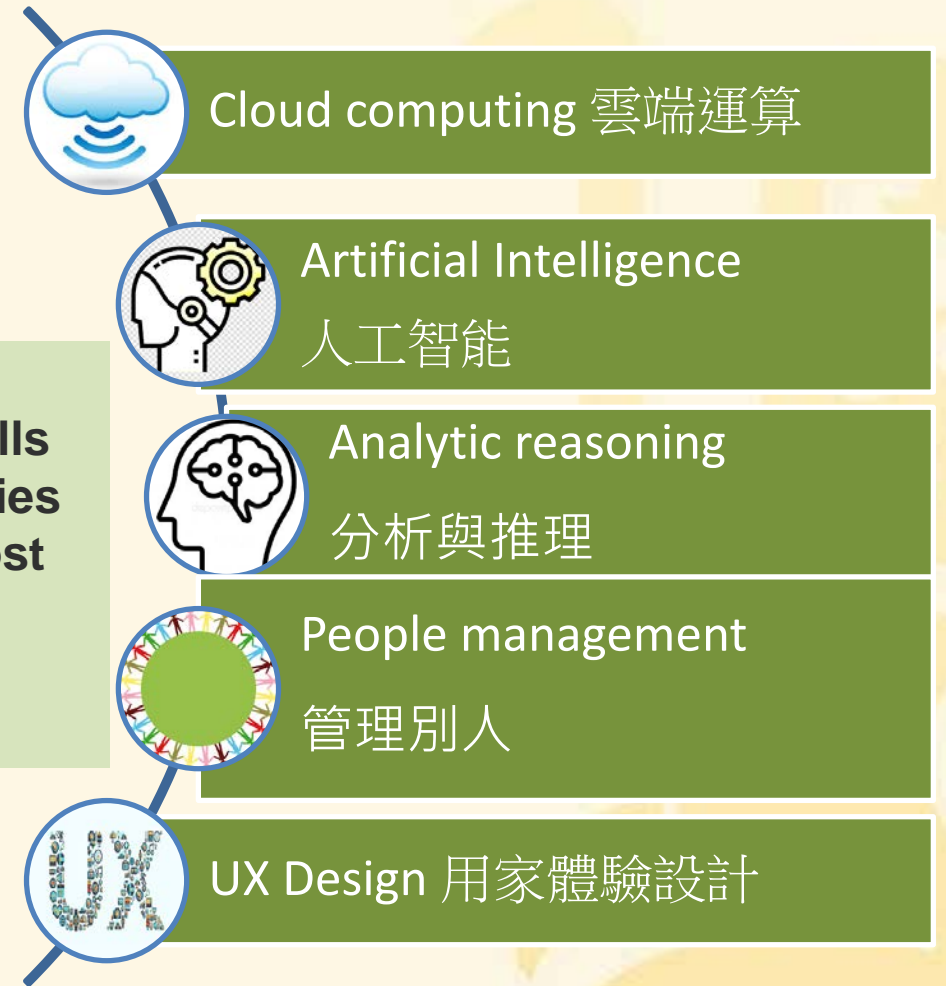 Cloud computing 雲端運算
Artificial Intelligence
人工智能
Analytic reasoning
分析與推理
People management
管理別人
UX Design 用家體驗設計
UX